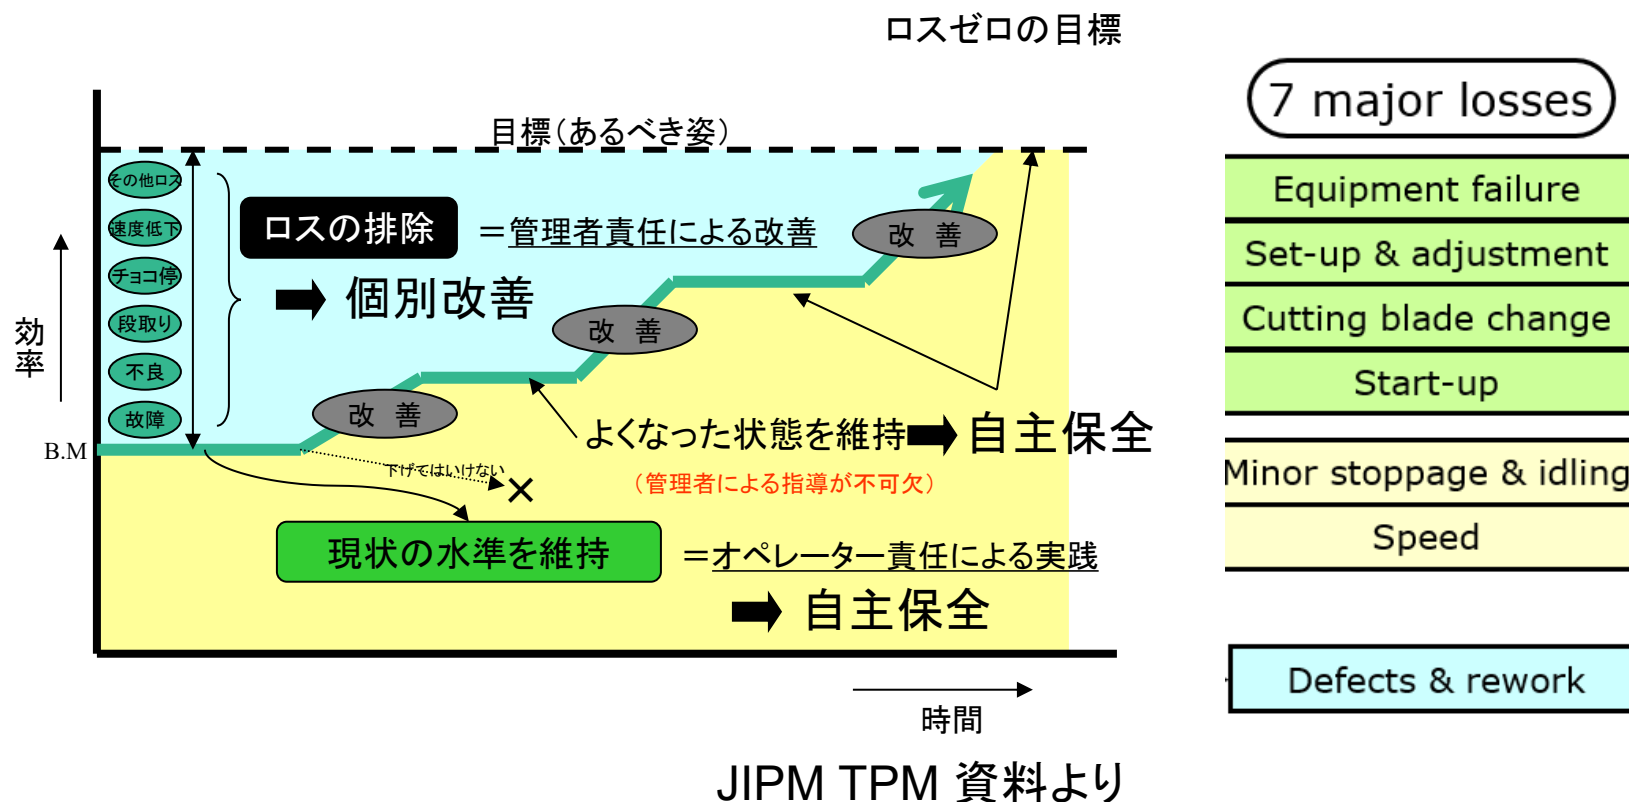 ロスゼロの目標
7 major losses
目標(あるべき姿)
その他ロス
速度低下
チョコ停
段取り
不良
故障
ロスの排除
=管理者責任による改善
個別改善
改 善
改 善
改 善
効率
B.M
よくなった状態を維持
自主保全
(管理者による指導が不可欠)
下げてはいけない
×
現状の水準を維持
=オペレーター責任による実践
自主保全
時間
JIPM TPM 資料より
Equipment failure
Set-up & adjustment
Cutting blade change
Start-up
Minor stoppage & idling
Speed
Defects & rework